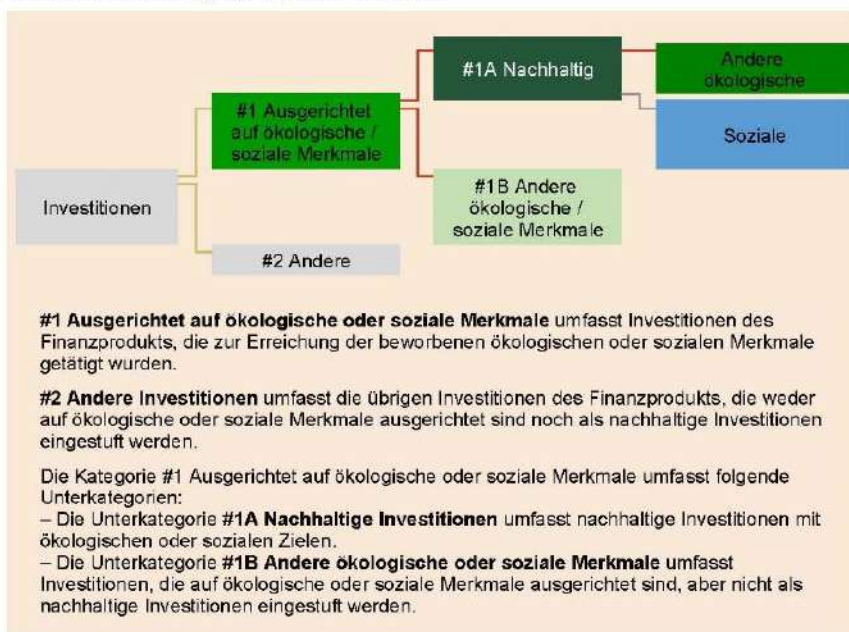 #1A Nachhaltig
Andere
ökologische
#1 Ausgerichtet
auf ökologische /
soziale Merkmale
Soziale
Investitionen
#1B Andere
ökologische /
soziale Merkmale
#2 Andere
#1 Ausgerichtet auf ökologische oder soziale Merkmale umfasst Investitionen des
Finanzprodukts, die zur Erreichung der beworbenen ökologischen oder sozialen Merkmale
getätigt wurden.
#2 Andere Investitionen umfasst die übrigen Investitionen des Finanzprodukts, die weder
auf ökologische oder soziale Merkmale ausgerichtet sind noch als nachhaltige Investitionen
eingestuft werden.
Die Kategorie #1 Ausgerichtet auf ökologische oder soziale Merkmale umfasst folgende
Unterkategorien:
– Die Unterkategorie #1A Nachhaltige Investitionen umfasst nachhaltige Investitionen mit
ökologischen oder sozialen Zielen.
– Die Unterkategorie #1B Andere ökologische oder soziale Merkmale umfasst
Investitionen, die auf ökologische oder soziale Merkmale ausgerichtet sind, aber nicht als
nachhaltige Investitionen eingestuft werden.